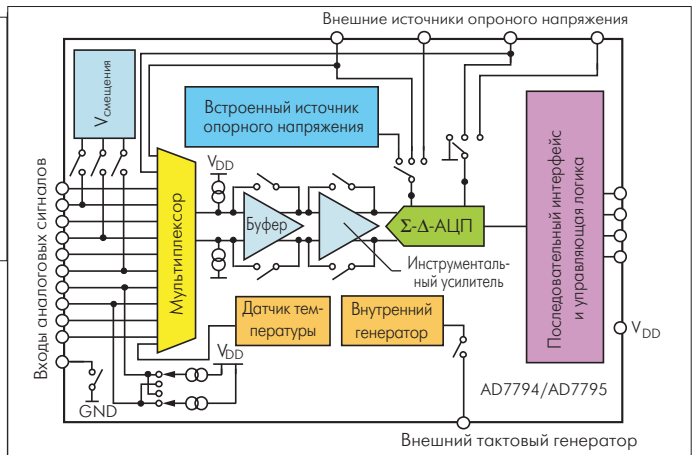 Внешние источники опроного напряжения
Vсмещения
Встроенный источник
опорного напряжения
VDD
Мультиплексор
Буфер
Σ-Δ-АЦП
Инструменталь-
ный усилитель
Последовательный интерфейс
и управляющая логика
Входы аналоговых сигналов
Датчик тем-
пературы
Внутренний
генератор
VDD
VDD
GND
AD7794/AD7795
Внешний тактовый генератор